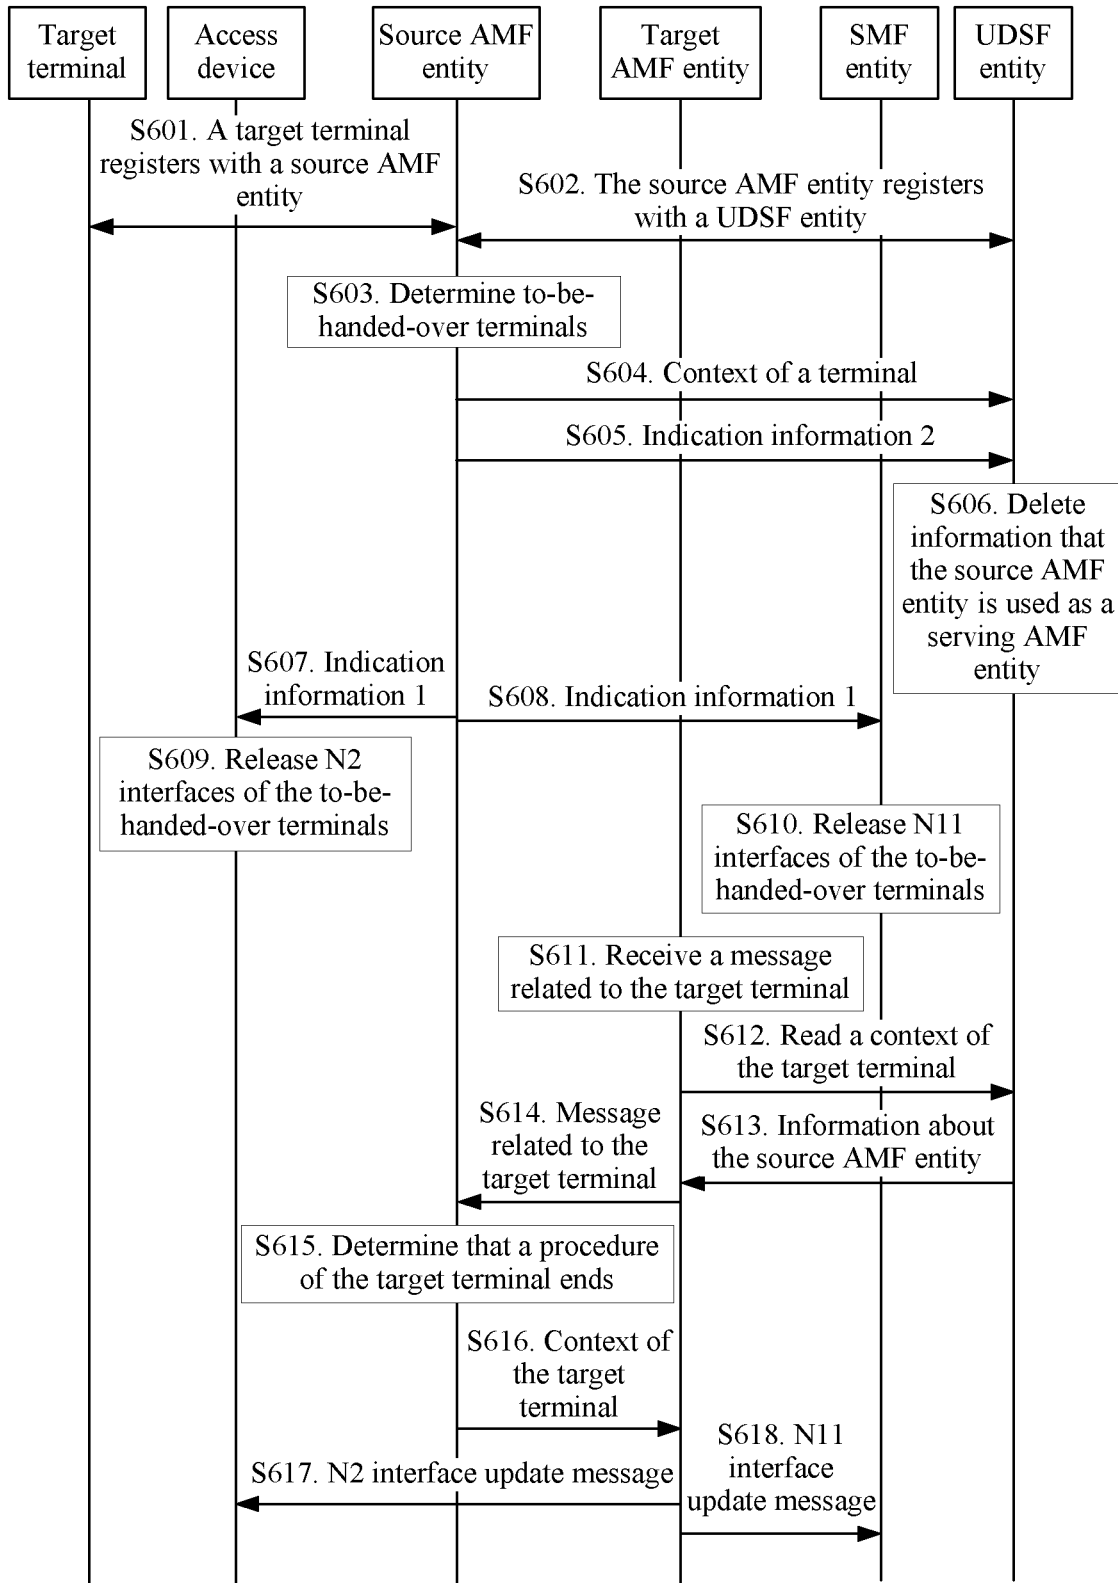 Target
terminal
Access
device
Source AMF
entity
Target
AMF entity
SMF
entity
UDSF
entity
S601. A target terminal
registers with a source AMF
entity
S602. The source AMF entity registers
with a UDSF entity
S603. Determine to-be-
handed-over terminals
S604. Context of a terminal
S605. Indication information 2
S606. Delete
information that
the source AMF
entity is used as a
serving AMF
entity
S607. Indication
information 1
S608. Indication information 1
S609. Release N2
interfaces of the to-be-
handed-over terminals
S610. Release N11
interfaces of the to-be-
handed-over terminals
S611. Receive a message
related to the target terminal
S612. Read a context of
the target terminal
S613. Information about
the source AMF entity
S614. Message
related to the
target terminal
S615. Determine that a procedure
of the target terminal ends
S616. Context of
the target
terminal
S617. N2 interface update message
S618. N11
interface
update message